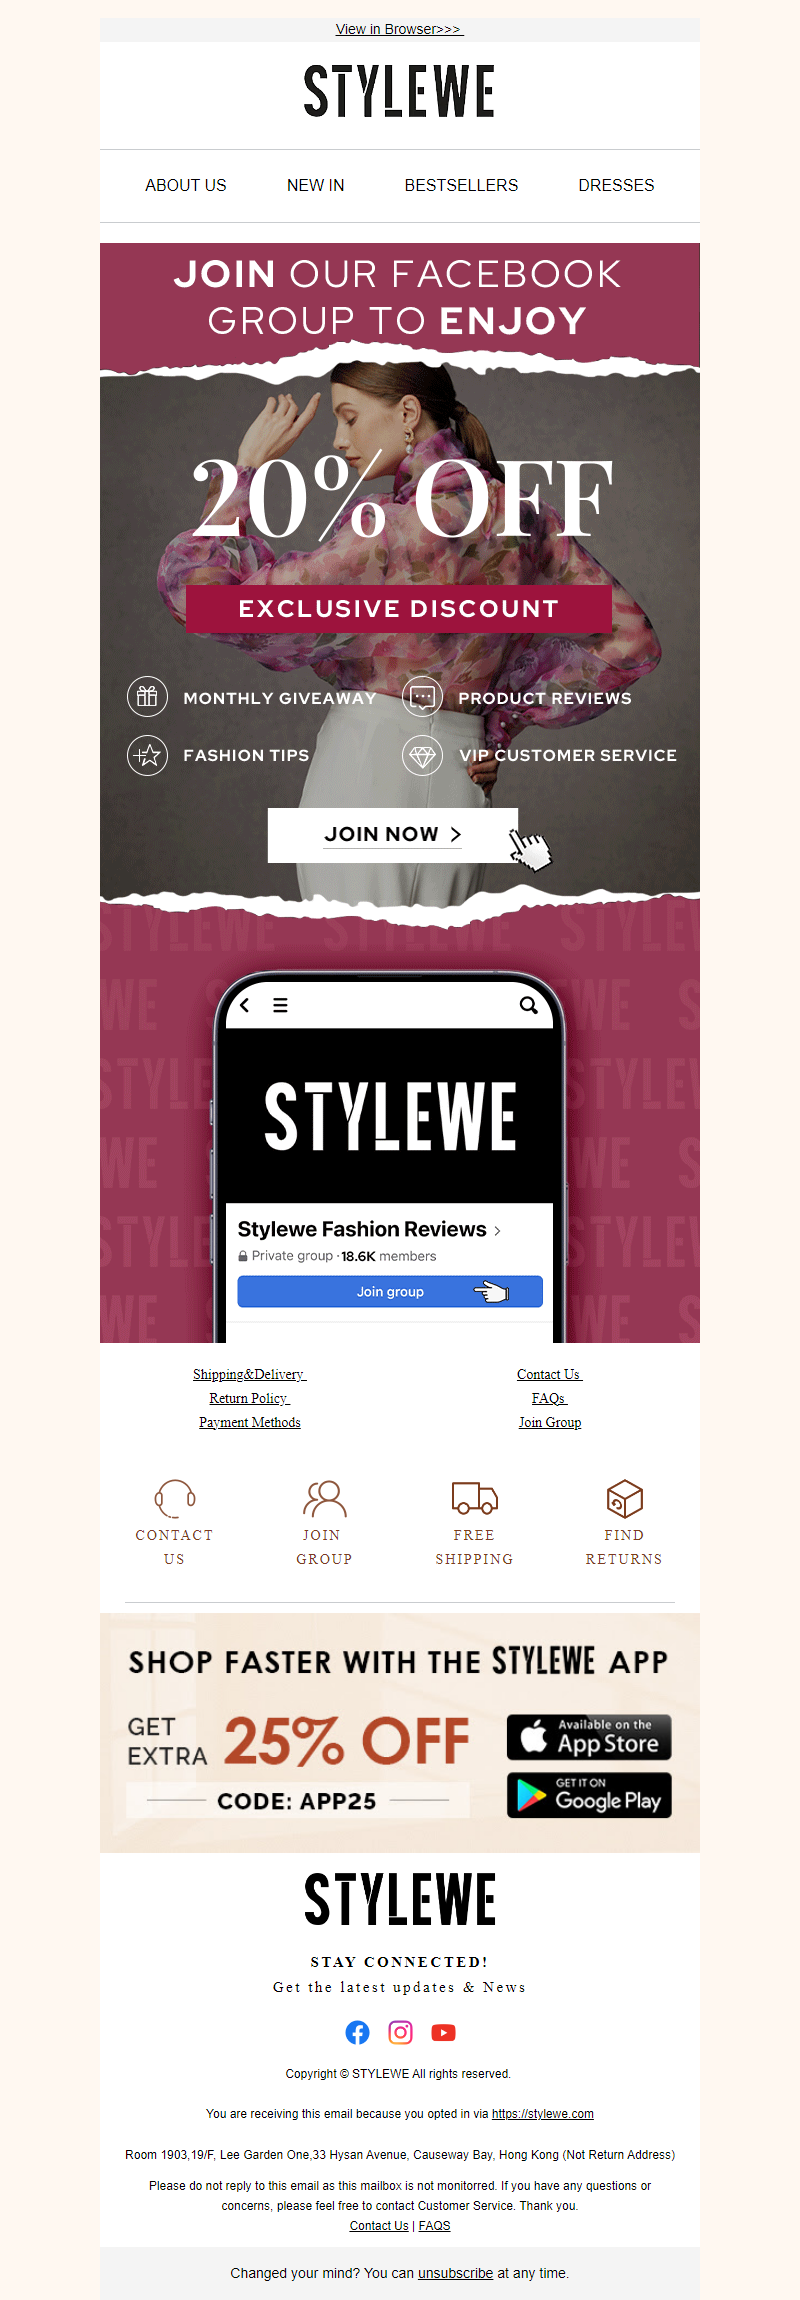 View in Browser>>>
STYLEWE
ABOUT US NEW IN BESTSELLERS DRESSES
JOIN OUR FACEBOOK
GROUP TO ENJOY
20% OFF
EXCLUSIVE DISCOUNT
MONTHLY GIVEAWAY PRODUCT REVIEWS
FASHION TIPS VIP CUSTOMER SERVICE
JOIN NOW >
STYLEWE
Stylewe Fashion Reviews >
Private group · 18.6K members
Join group
Shipping&Delivery Contact Us
Return Policy FAQs
Payment Methods Join Group
CONTACT JOIN FREE FIND
US GROUP SHIPPING RETURNS
SHOP FASTER WITH THE STYLEWE APP
GET EXTRA 25% OFF
CODE: APP25
Available on the
App Store
GET IT ON
Google Play
STYLEWE
STAY CONNECTED!
Get the latest updates & News
Copyright © STYLEWE All rights reserved.
You are receiving this email because you opted in via https://stylewe.com
Room 1903,19/F, Lee Garden One,33 Hysan Avenue, Causeway Bay, Hong Kong (Not Return Address)
Please do not reply to this email as this mailbox is not monitorred. If you have any questions or
concerns, please feel free to contact Customer Service. Thank you.
Contact Us | FAQS
Changed your mind? You can unsubscribe at any time.